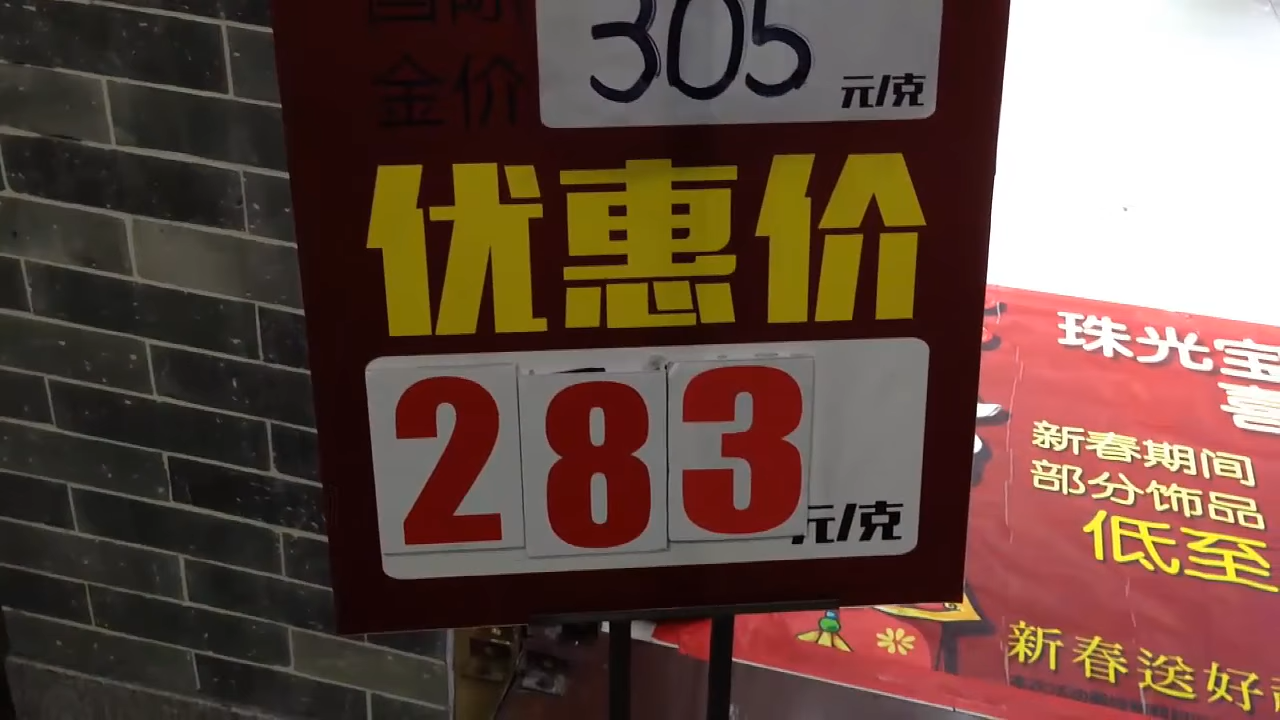 国际
金价
305 元/克
优惠价
283 元/克
珠光宝
喜
新春期间
部分饰品
低至
新春送好